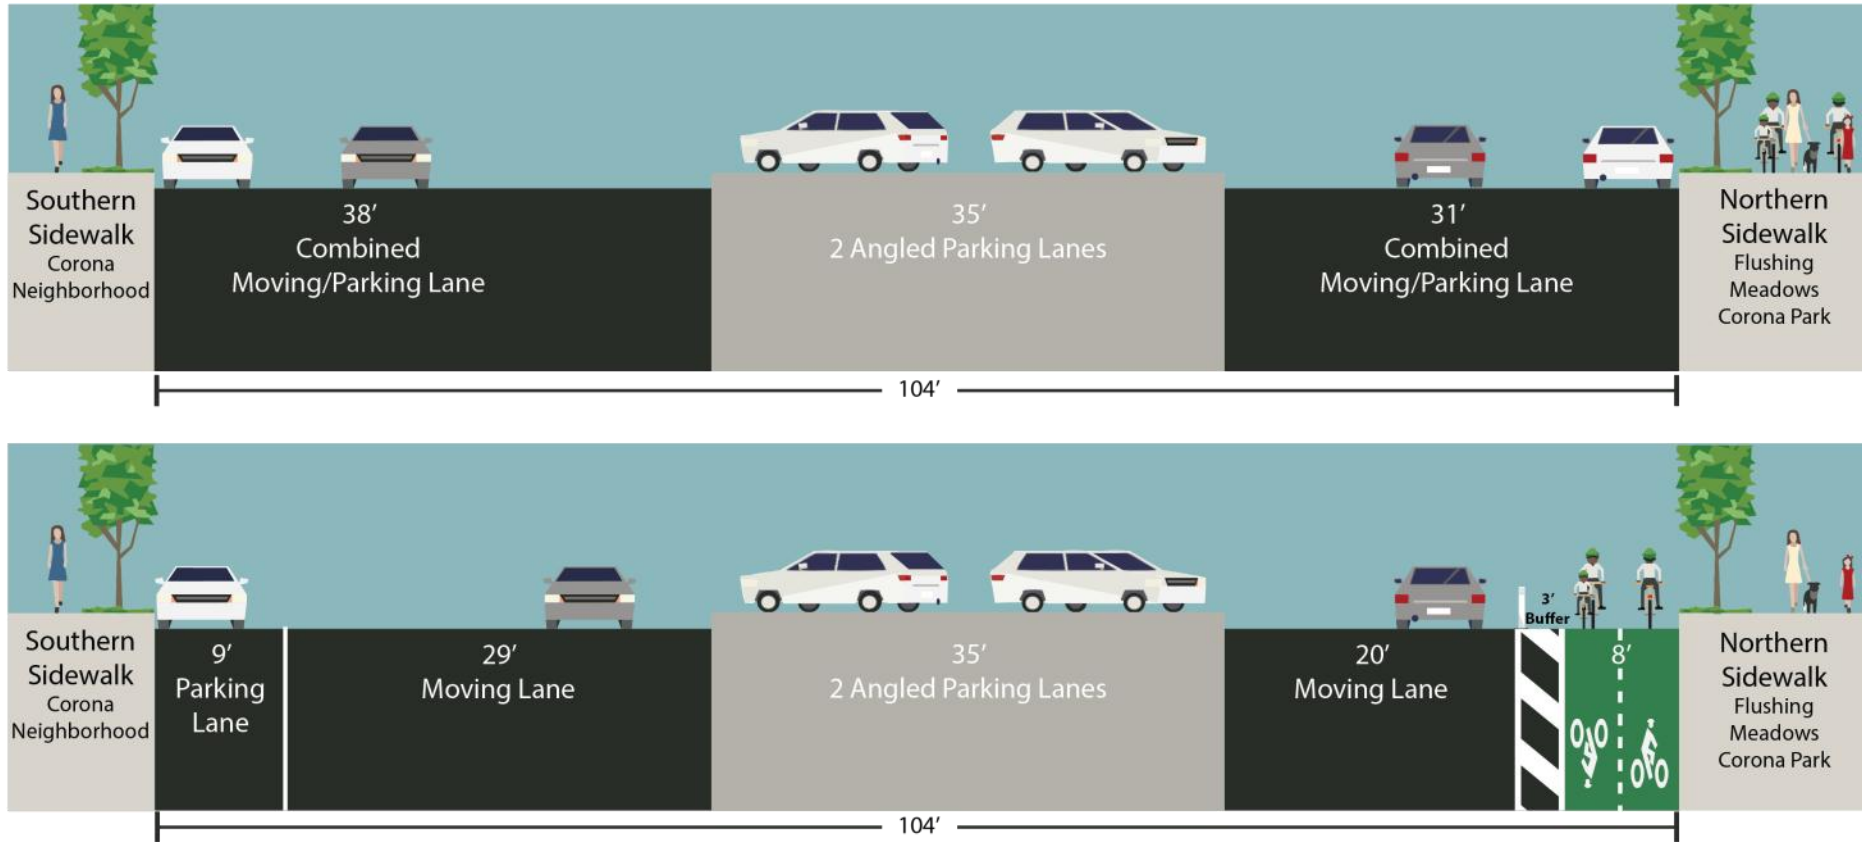 Southern
Sidewalk
Corona
Neighborhood
38’
Combined
Moving/Parking Lane
35’
2 Angled Parking Lanes
31’
Combined
Moving/Parking Lane
Northern
Sidewalk
Flushing
Meadows
Corona Park
104’
Southern
Sidewalk
Corona
Neighborhood
9’
Parking
Lane
29’
Moving Lane
35’
2 Angled Parking Lanes
20’
Moving Lane
3’
Buffer
8’
Northern
Sidewalk
Flushing
Meadows
Corona Park
104’